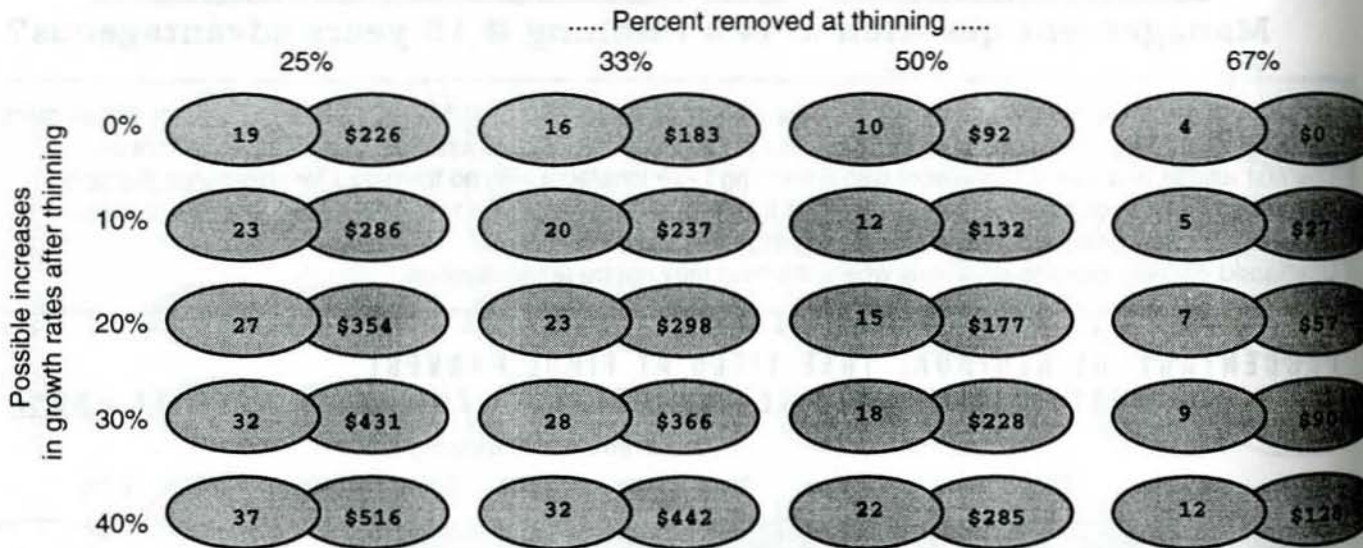 years advantageous?
..... Percent removed at thinning .....
25% 33% 50% 67%
Possible increases
in growth rates after thinning
0% 19 $226 16 $183 10 $92 4 $0
10% 23 $286 20 $237 12 $132 5 $27
20% 27 $354 23 $298 15 $177 7 $57
30% 32 $431 28 $366 18 $228 9 $90
40% 37 $516 32 $442 22 $285 12 $128